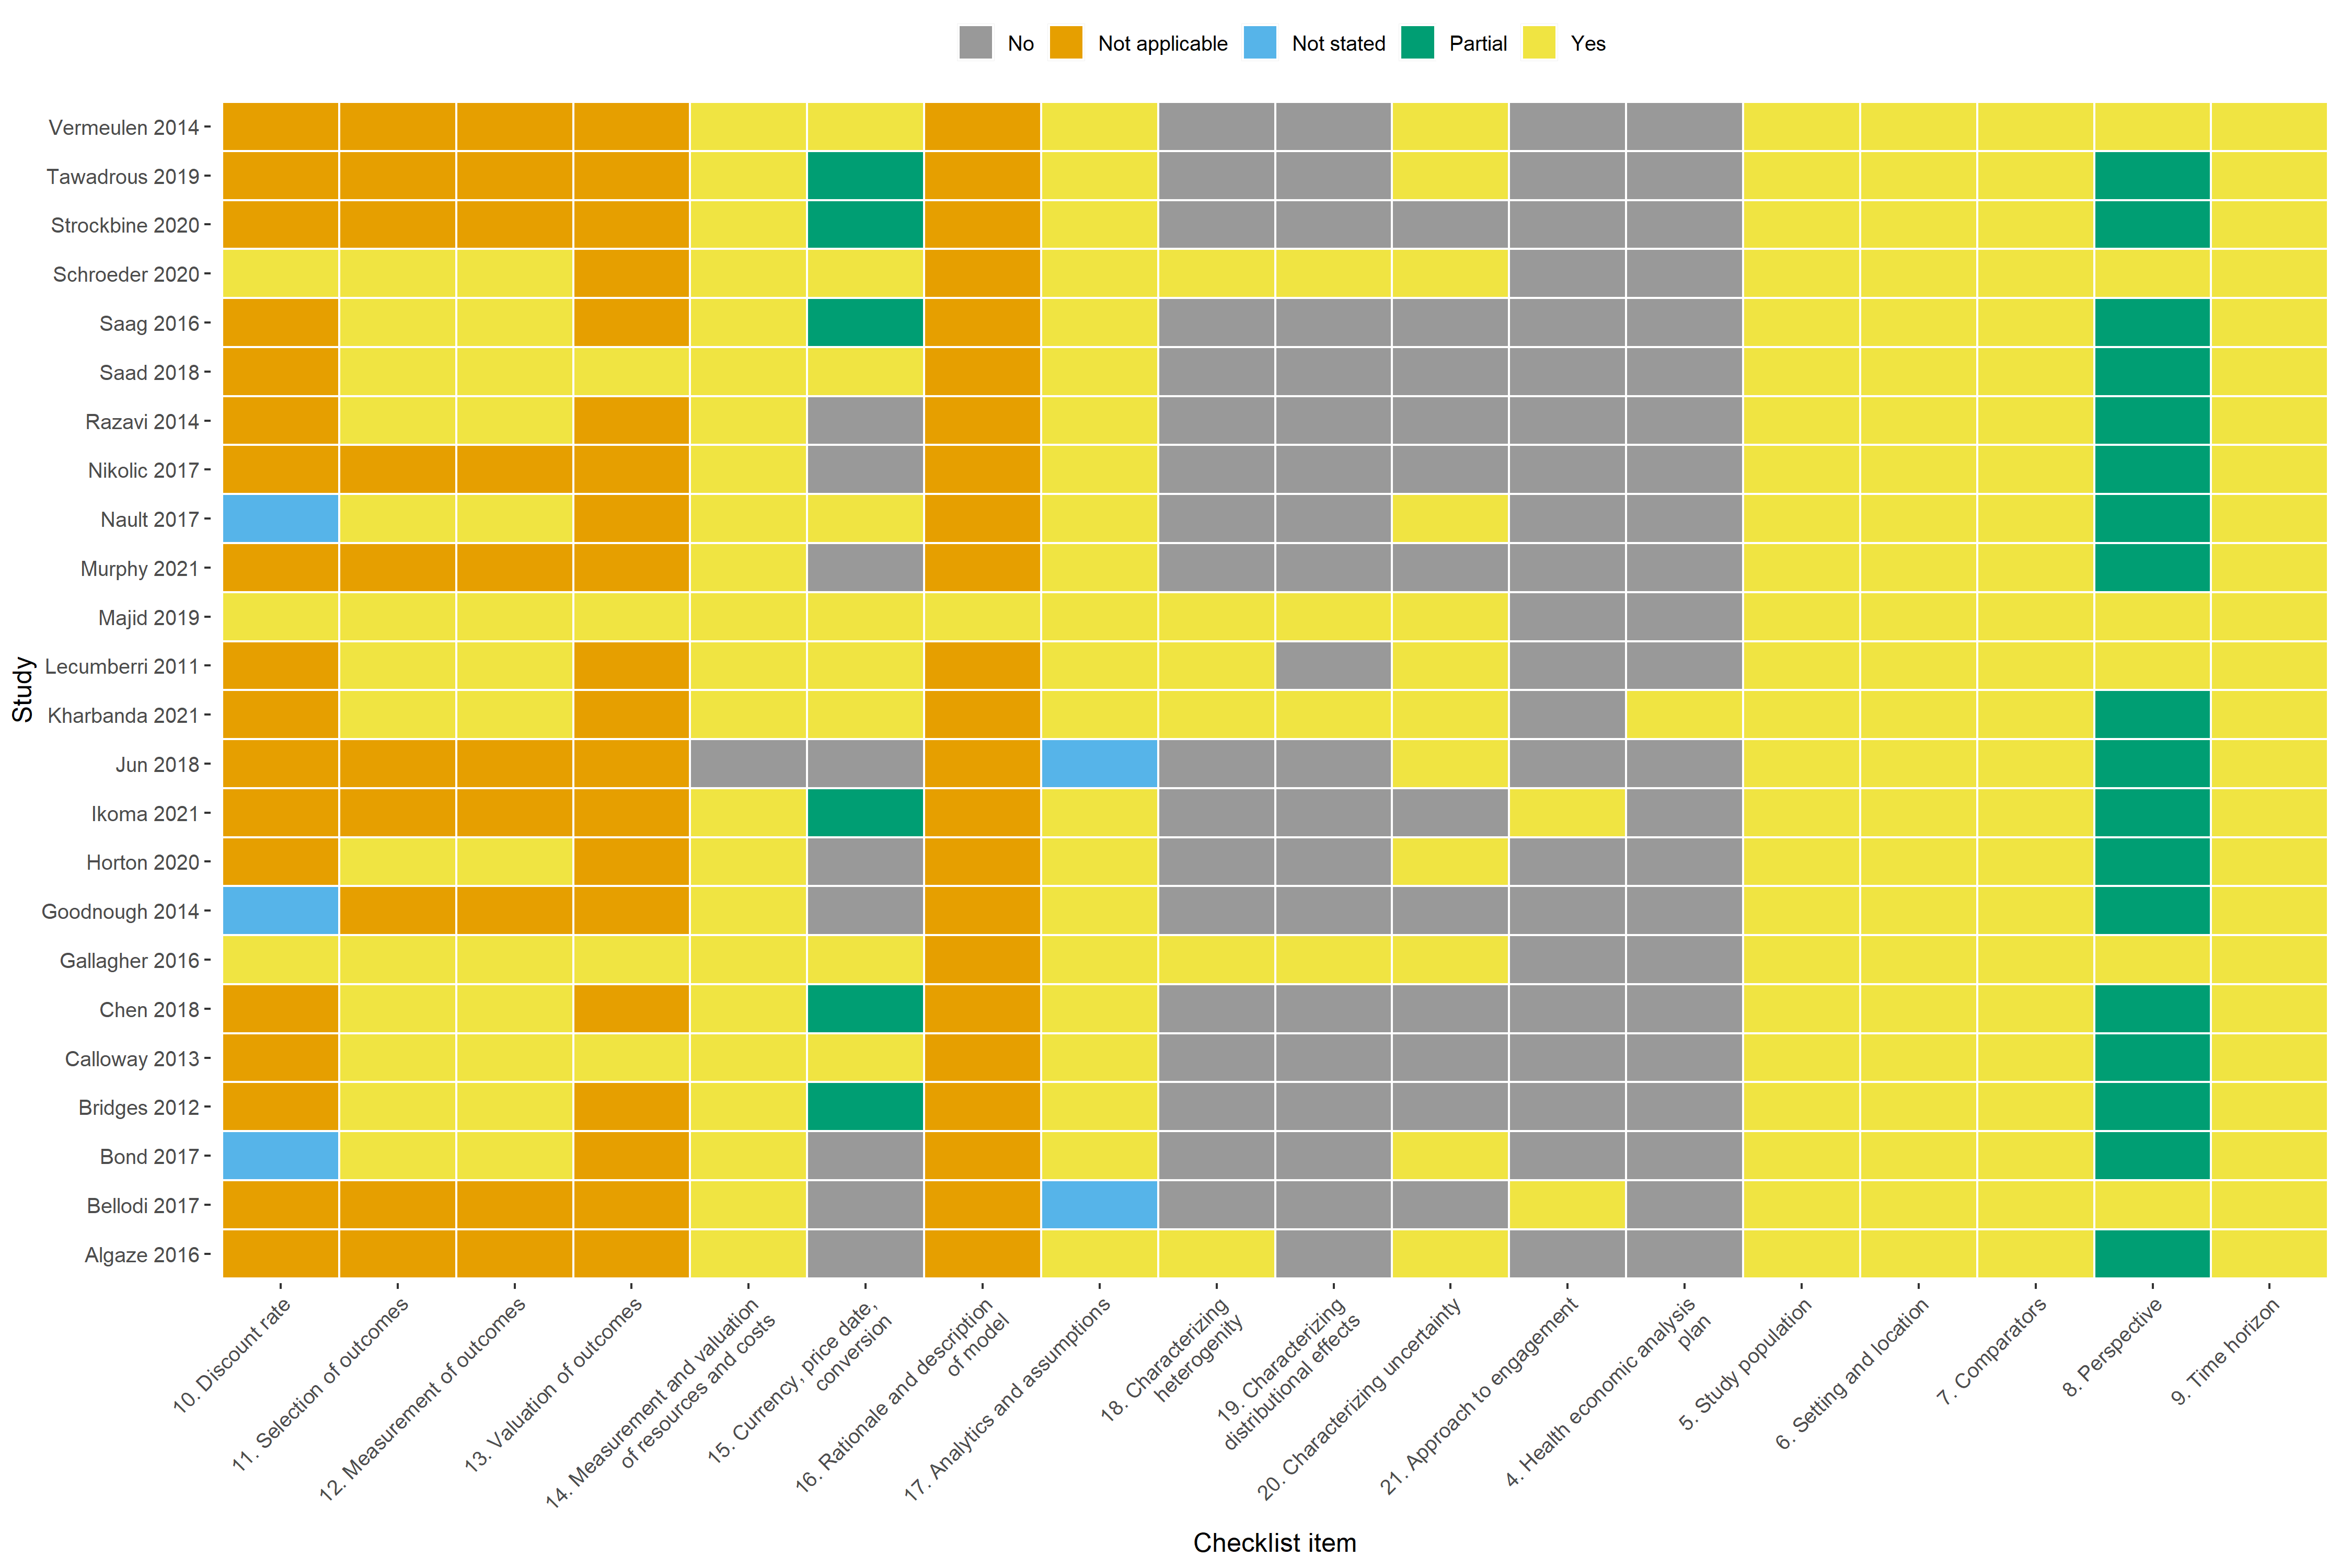 No Not applicable Not stated Partial Yes
Vermeulen 2014
Tawadrous 2019
Strockbine 2020
Schroeder 2020
Saag 2016
Saad 2018
Razavi 2014
Nikolic 2017
Nault 2017
Murphy 2021
Majid 2019
Lecumberri 2011
Kharbanda 2021
Jun 2018
Ikoma 2021
Horton 2020
Goodnough 2014
Gallagher 2016
Chen 2018
Calloway 2013
Bridges 2012
Bond 2017
Bellodi 2017
Algaze 2016
Study
10. Discount rate
11. Selection of outcomes
12. Measurement of outcomes
13. Valuation of outcomes
14. Measurement and valuation
of resources and costs
15. Currency, price date,
conversion
16. Rationale and description
of model
17. Analytics and assumptions
18. Characterizing
heterogenity
19. Characterizing
distributional effects
20. Characterizing uncertainty
21. Approach to engagement
4. Health economic analysis
plan
5. Study population
6. Setting and location
7. Comparators
8. Perspective
9. Time horizon
Checklist item